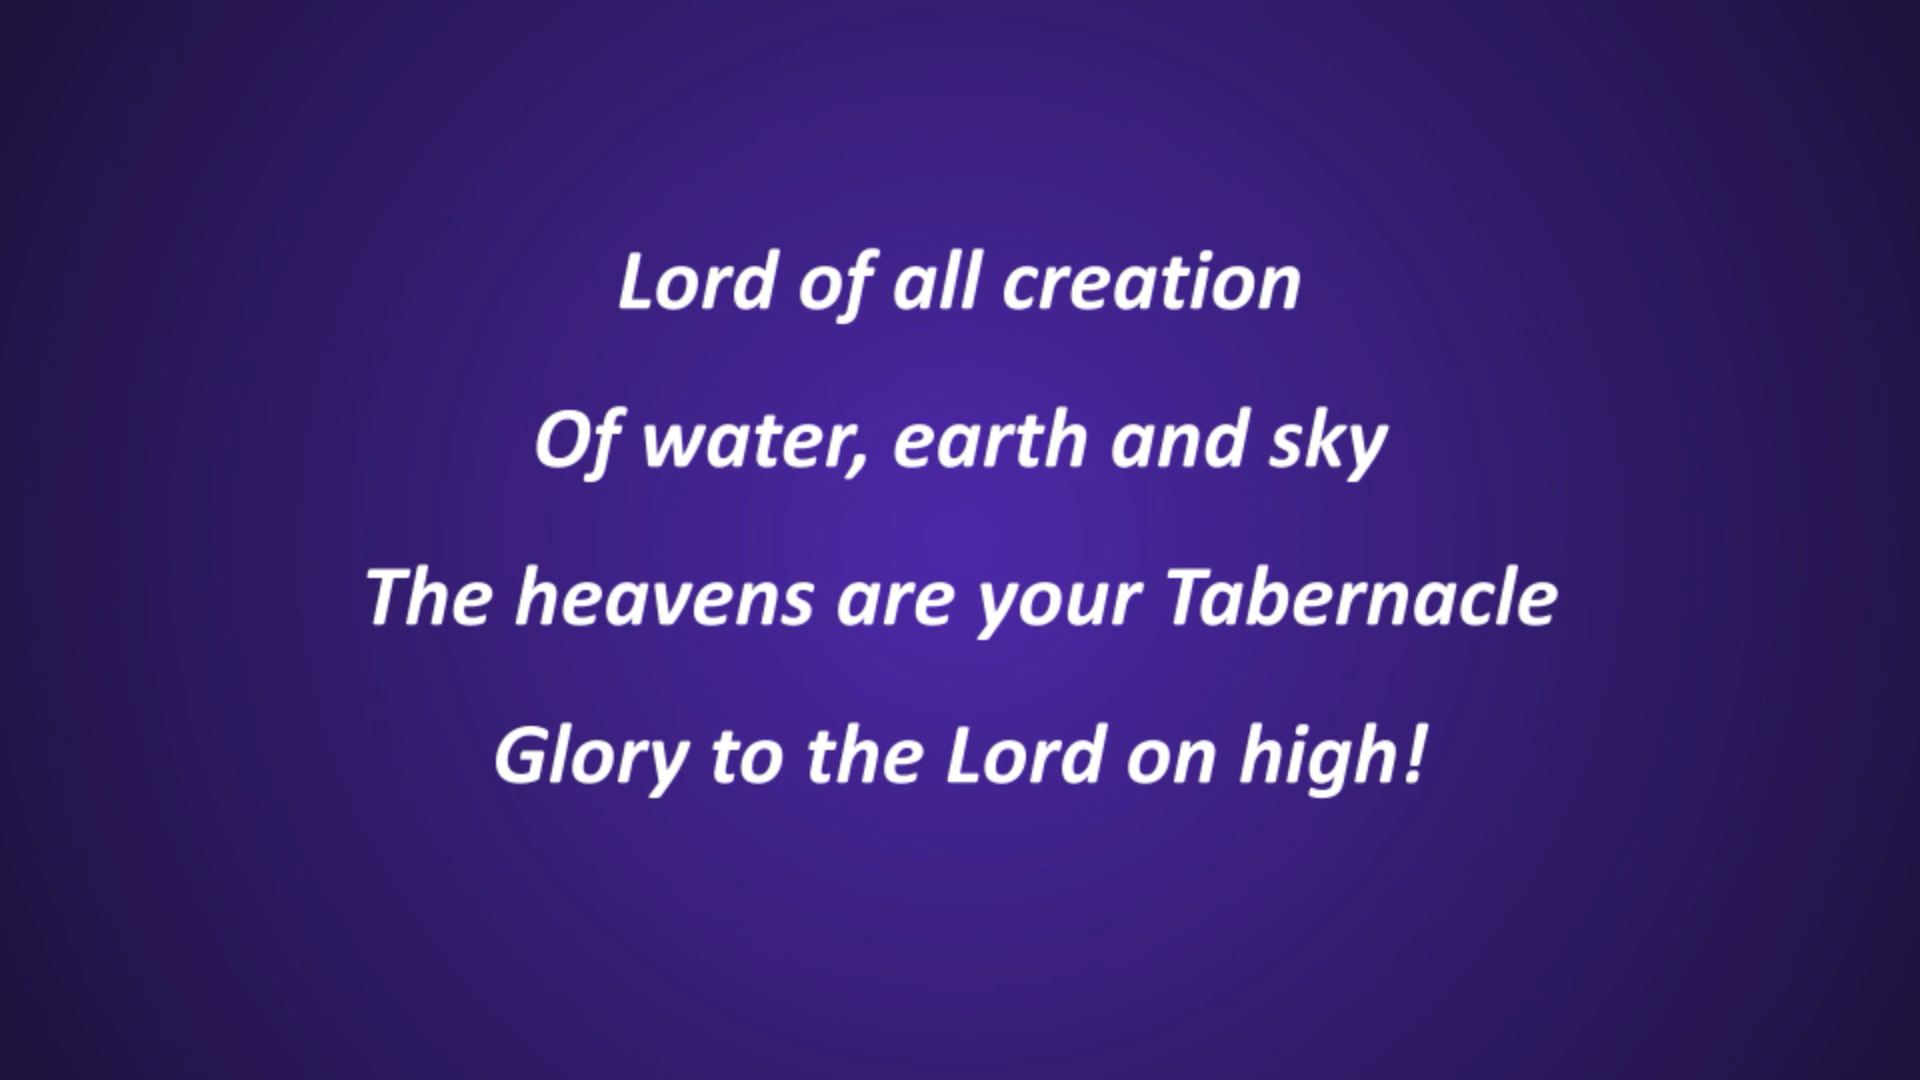 Lord of all creation
Of water, earth and sky
The heavens are your Tabernacle
Glory to the Lord on high!